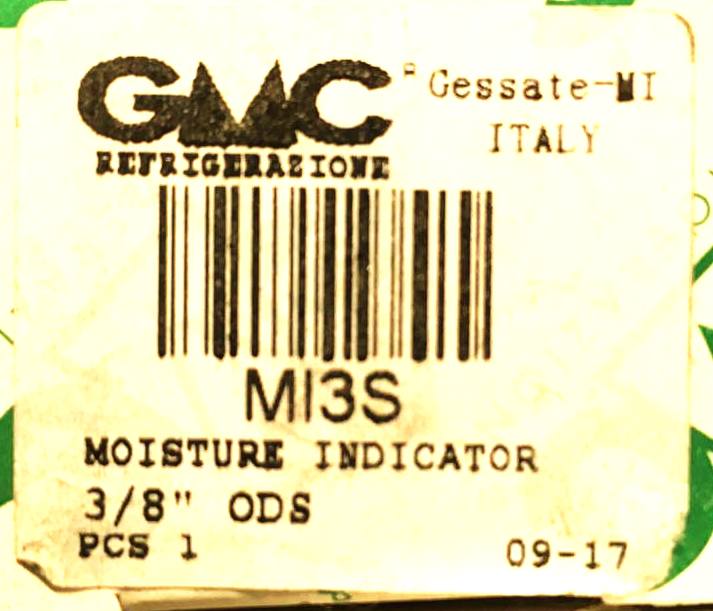 GMC
REFRIGERAZIONE
Gessate-MI
ITALY
MI3S
MOISTURE INDICATOR
3/8" ODS
PCS 1
09-17